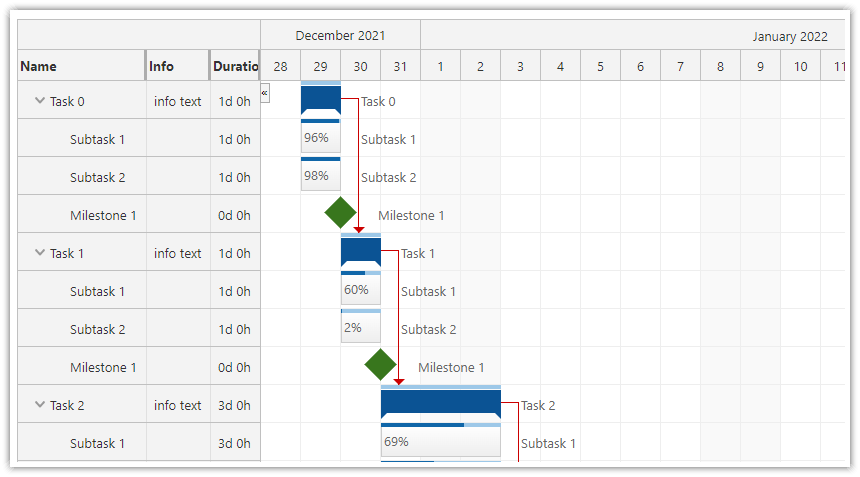 December 2021 January 2022
Name Info Duratio 28 29 30 31 1 2 3 4 5 6 7 8 9 10 11
«
Task 0 info text 1d 0h Task 0
Subtask 1 1d 0h 96% Subtask 1
Subtask 2 1d 0h 98% Subtask 2
Milestone 1 0d 0h Milestone 1
Task 1 info text 1d 0h Task 1
Subtask 1 1d 0h 60% Subtask 1
Subtask 2 1d 0h 2% Subtask 2
Milestone 1 0d 0h Milestone 1
Task 2 info text 3d 0h Task 2
Subtask 1 3d 0h 69% Subtask 1